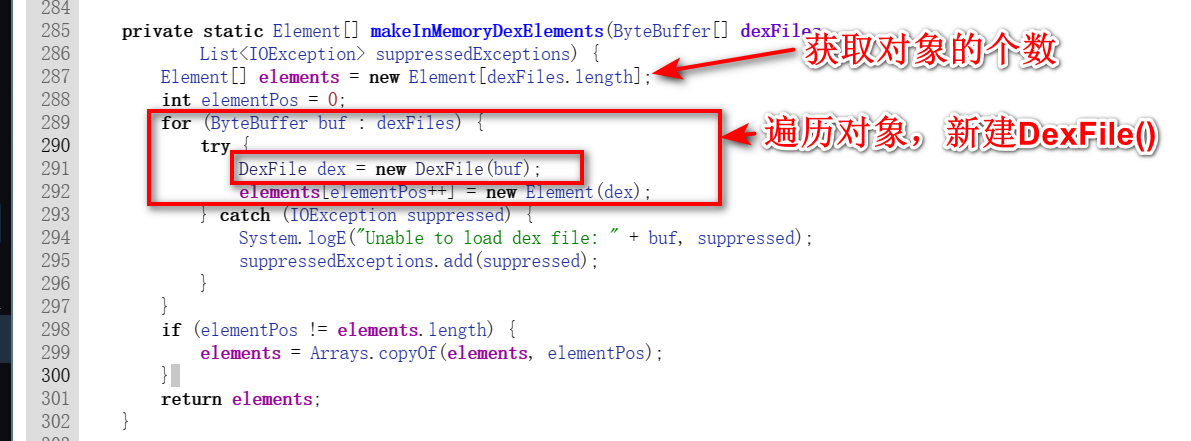 284
285 private static Element[] makeInMemoryDexElements(ByteBuffer[] dexFiles,
286 List<IOException> suppressedExceptions) {
获取对象的个数
287 Element[] elements = new Element[dexFiles.length];
288 int elementPos = 0;
289 for (ByteBuffer buf : dexFiles) {
遍历对象，新建DexFile()
290 try {
291 DexFile dex = new DexFile(buf);
292 elements[elementPos++] = new Element(dex);
293 } catch (IOException suppressed) {
294 System.logE("Unable to load dex file: " + buf, suppressed);
295 suppressedExceptions.add(suppressed);
296 }
297 }
298 if (elementPos != elements.length) {
299 elements = Arrays.copyOf(elements, elementPos);
300 }
301 return elements;
302 }